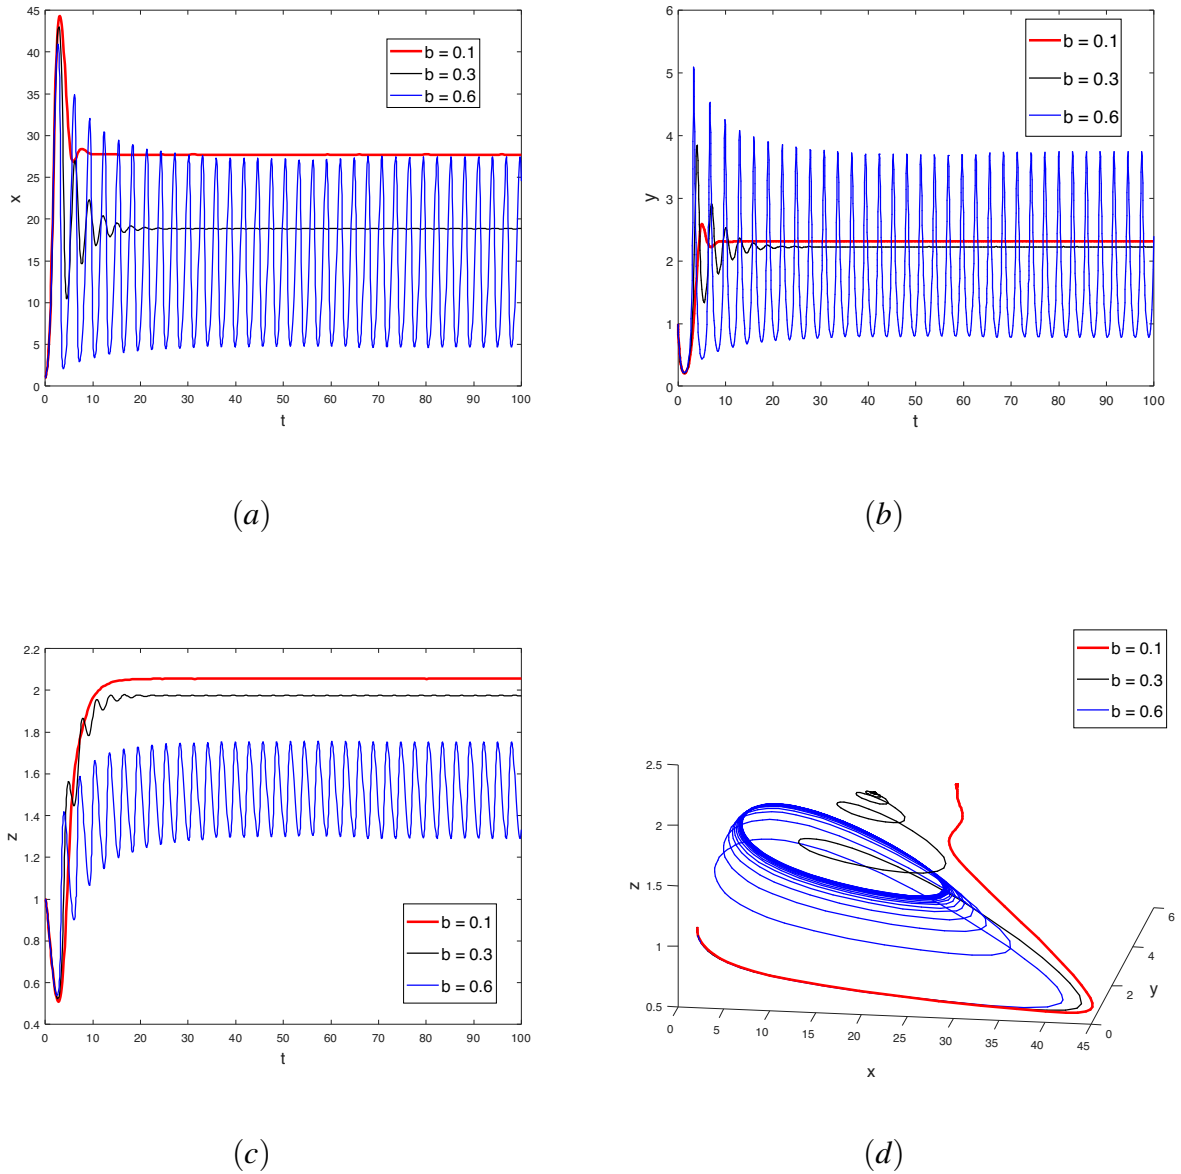 45
40
35
30
25
20
15
10
5
0
x
b = 0.1
b = 0.3
b = 0.6
0 10 20 30 40 50 60 70 80 90 100
t
(a)
6
5
4
3
2
1
0
y
b = 0.1
b = 0.3
b = 0.6
0 10 20 30 40 50 60 70 80 90 100
t
(b)
2.2
2
1.8
1.6
1.4
1.2
1
0.8
0.6
0.4
z
b = 0.1
b = 0.3
b = 0.6
0 10 20 30 40 50 60 70 80 90 100
t
(c)
b = 0.1
b = 0.3
b = 0.6
2.5
2
1.5
1
0.5
z
0 5 10 15 20 25 30 35 40 45
x
6
4
2
0
y
(d)